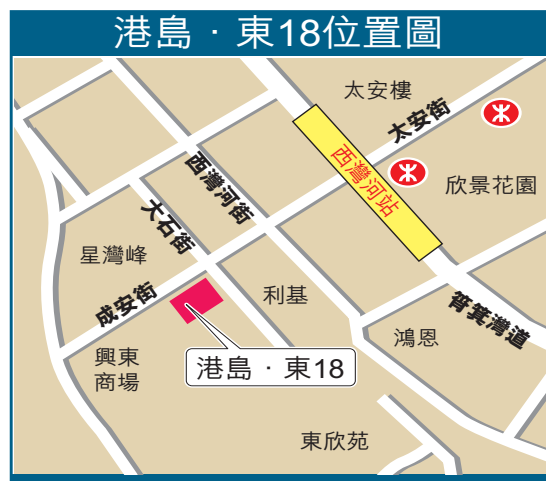 港島‧東18位置圖
太安樓
太安街
西灣河站
欣景花園
西灣河街
大石街
星灣峰
成安街
利基
筲箕灣道
鴻恩
港島‧東18
興東
商場
東欣苑